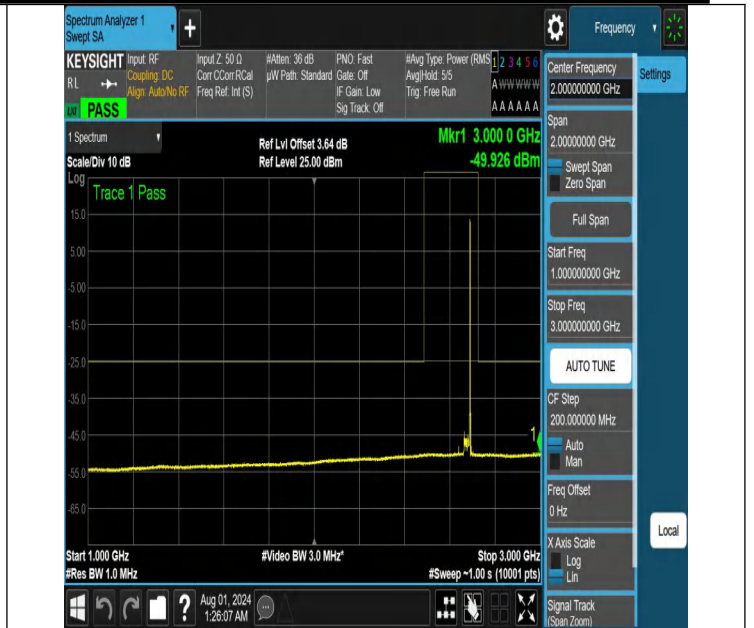 Spectrum Analyzer 1
Swept SA
+
Frequency
KEYSIGHT
RL
LXI
PASS
Input: RF
Coupling: DC
Align: Auto/No RF
Input Z: 50 Ω
Corr CCorr RCal
Freq Ref: Int (S)
#Atten: 36 dB
µW Path: Standard
PNO: Fast
Gate: Off
IF Gain: Low
Sig Track: Off
#Avg Type: Power (RMS
Avg|Hold: 5/5
Trig: Free Run
1 2 3 4 5 6
A W W W W W
A A A A A A
Center Frequency
2.000000000 GHz
Settings
Span
2.00000000 GHz
Swept Span
Zero Span
Full Span
Start Freq
1.000000000 GHz
Stop Freq
3.000000000 GHz
AUTO TUNE
CF Step
200.000000 MHz
Auto
Man
Freq Offset
0 Hz
X Axis Scale
Log
Lin
Signal Track
(Span Zoom)
Local
1 Spectrum
Scale/Div 10 dB
Ref Lvl Offset 3.64 dB
Ref Level 25.00 dBm
Mkr1 3.000 0 GHz
-49.926 dBm
Log
Trace 1 Pass
15.0
5.00
-5.00
-15.0
-25.0
-35.0
-45.0
-55.0
-65.0
1
Start 1.000 GHz
#Video BW 3.0 MHz*
Stop 3.000 GHz
#Res BW 1.0 MHz
#Sweep ~1.00 s (10001 pts)
?
Aug 01, 2024
1:26:07 AM